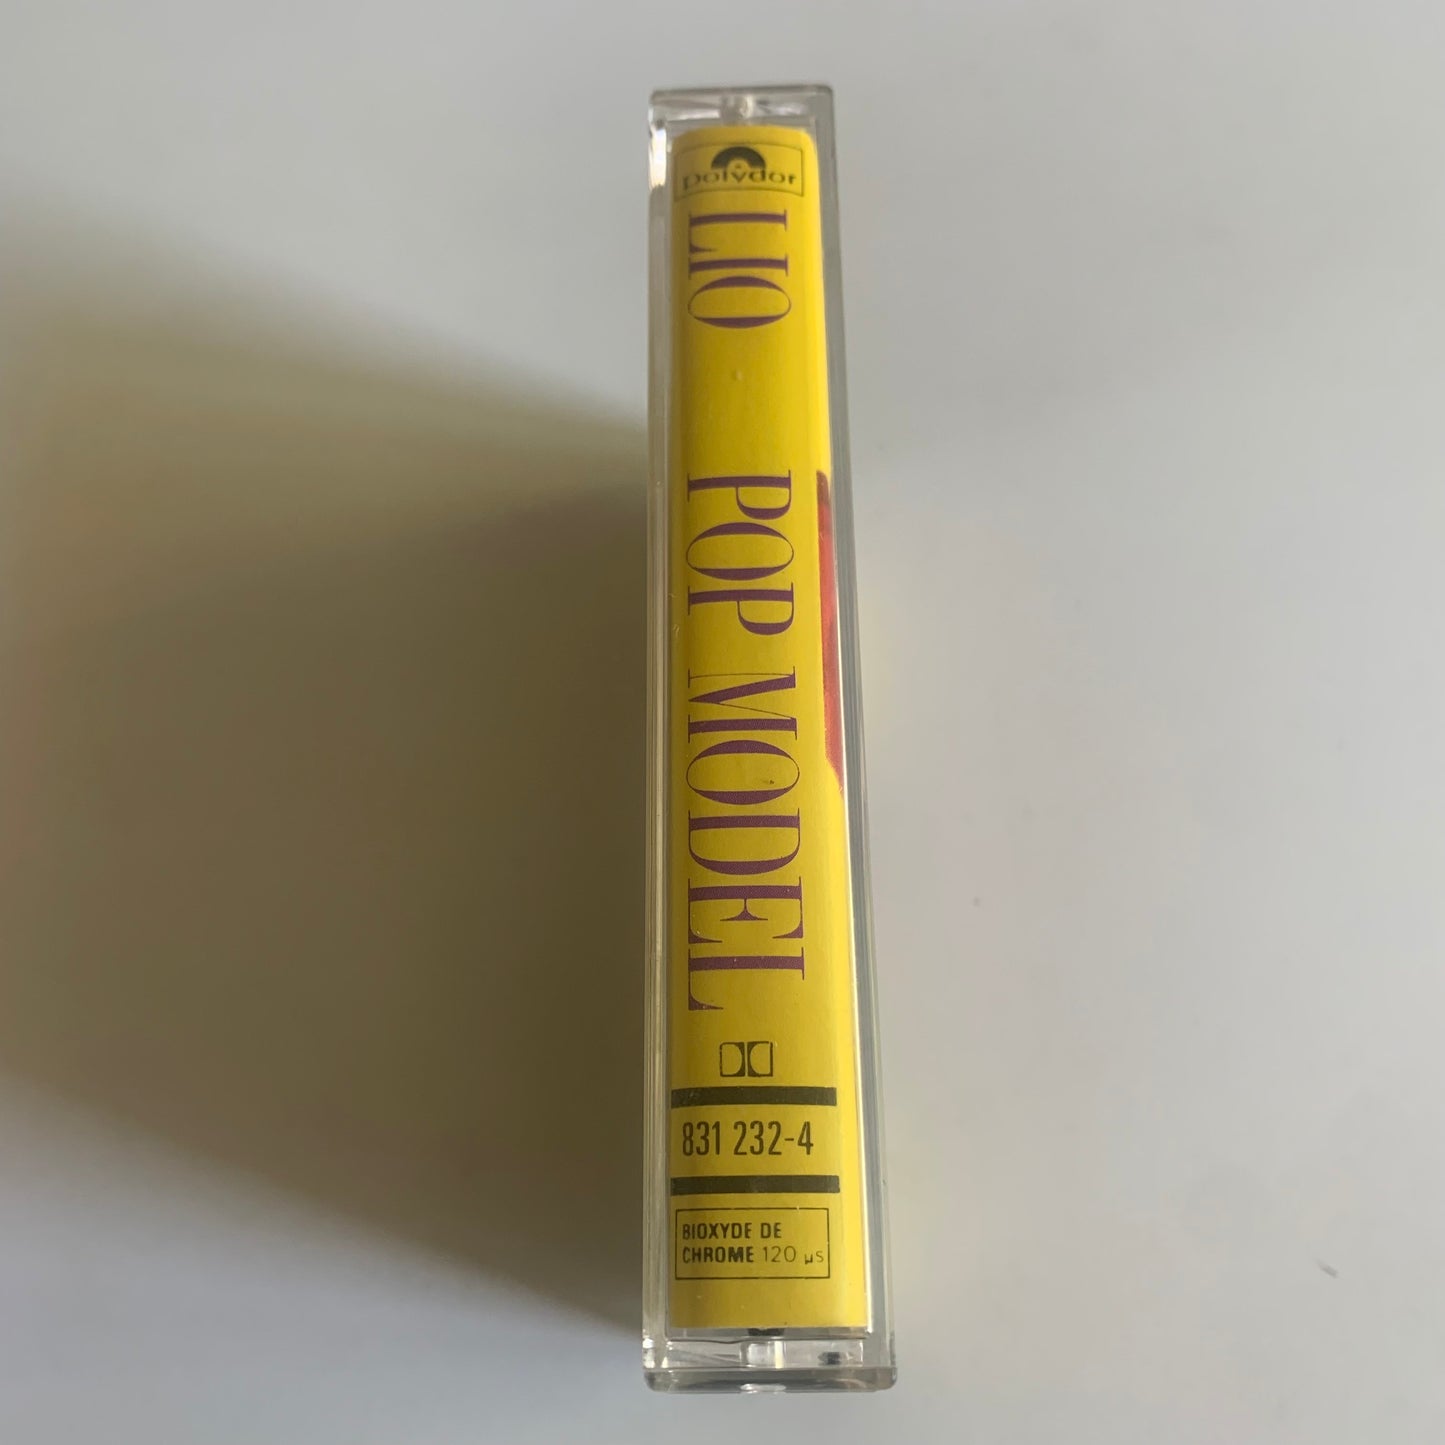 polydor
LIO POP MODEL
831 232-4
BIOXYDE DE
CHROME 120 µs